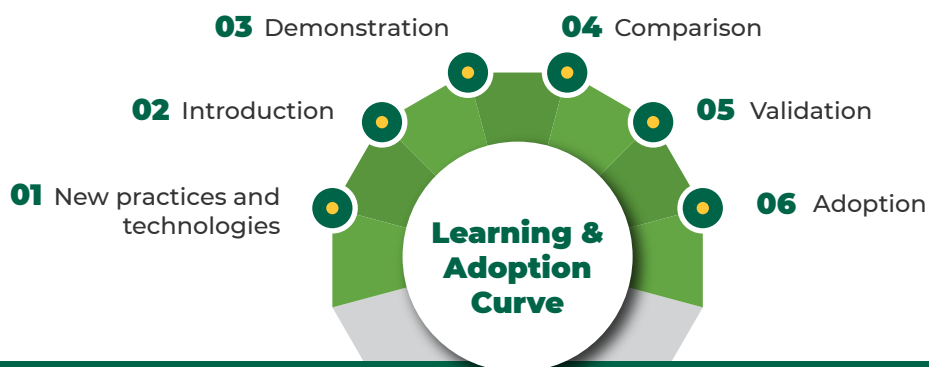 01 New practices and
technologies
02 Introduction
03 Demonstration
04 Comparison
05 Validation
06 Adoption
Learning &
Adoption
Curve